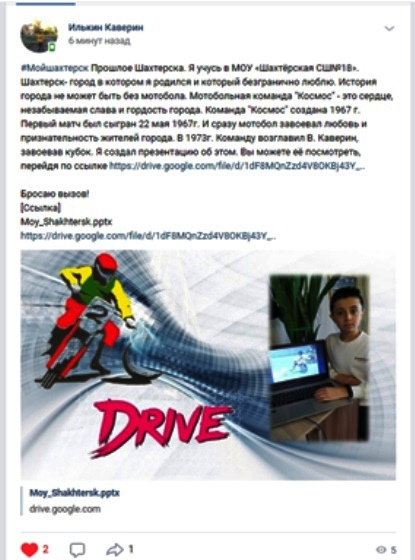 Илькин Каверин
6 минут назад
#Мойшахтерск Прошлое Шахтерска. Я учусь в МОУ «Шахтёрская СШ№18».
Шахтерск- город в котором я родился и который безгранично люблю. История
города не может быть без мотобола. Мотобольная команда "Космос" - это сердце,
незабываемая слава и гордость города. Команда "Космос" создана 1967 г.
Первый матч был сыгран 22 мая 1967г. И сразу мотобол завоевал любовь и
признательность жителей города. В 1973г. Команду возглавил В. Каверин,
завоевав кубок. Я создал презентацию об этом. Вы можете её посмотреть,
перейдя по ссылке https://drive.google.com/file/d/1dF8MQnZzd4V8OKBj43Y_..
Бросаю вызов!
[Ссылка]
Moy_Shakhtersk.pptx
https://drive.google.com/file/d/1dF8MQnZzd4V8OKBj43Y_..
DRIVE
Moy_Shakhtersk.pptx
drive.google.com
2
1
5